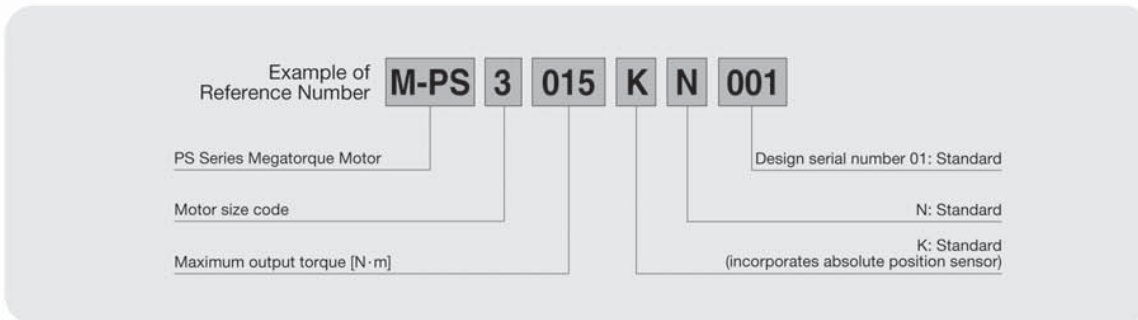 Example of
Reference Number
M-PS 3 015 K N 001
PS Series Megatorque Motor
Design serial number 01: Standard
Motor size code
N: Standard
Maximum output torque [N·m]
K: Standard
(incorporates absolute position sensor)